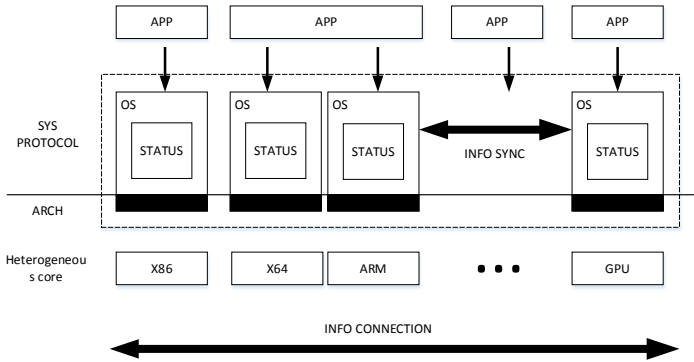 APP
APP
APP
APP
OS
OS
OS
OS
STATUS
STATUS
STATUS
STATUS
SYS
PROTOCOL
INFO SYNC
ARCH
Heterogeneou
s core
X86
X64
ARM
GPU
INFO CONNECTION